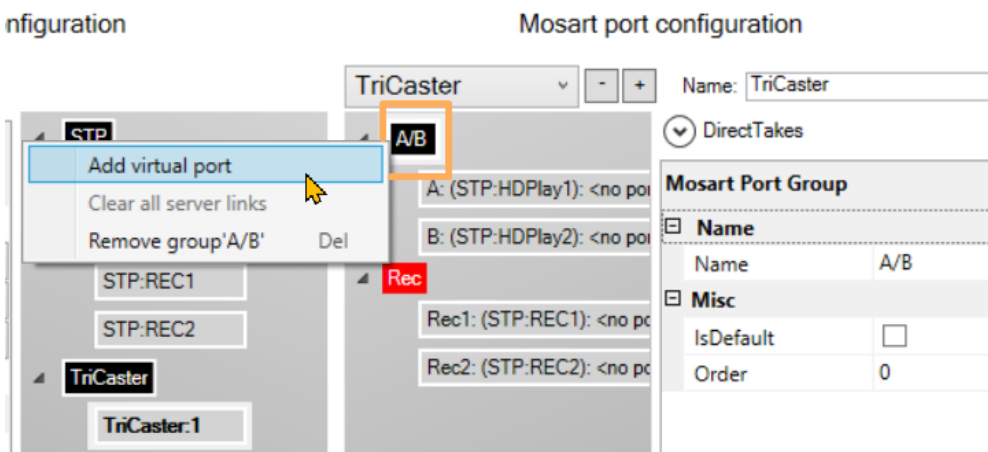 nfiguration
Mosart port configuration
TriCaster
-
+
Name: TriCaster
STP
A/B
DirectTakes
Add virtual port
Clear all server links
Remove group'A/B' Del
A: (STP:HDPlay1): <no por
Mosart Port Group
Name
B: (STP:HDPlay2): <no por
Name A/B
STP:REC1
Rec
Misc
STP:REC2
Rec1: (STP:REC1): <no po
IsDefault
TriCaster
Rec2: (STP:REC2): <no po
Order 0
TriCaster:1